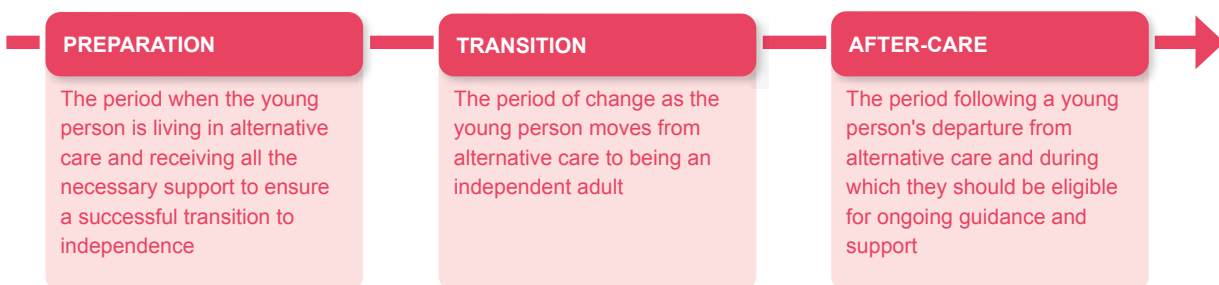 PREPARATION
The period when the young
person is living in alternative
care and receiving all the
necessary support to ensure
a successful transition to
independence
TRANSITION
The period of change as the
young person moves from
alternative care to being an
independent adult
AFTER-CARE
The period following a young
person's departure from
alternative care and during
which they should be eligible
for ongoing guidance and
support